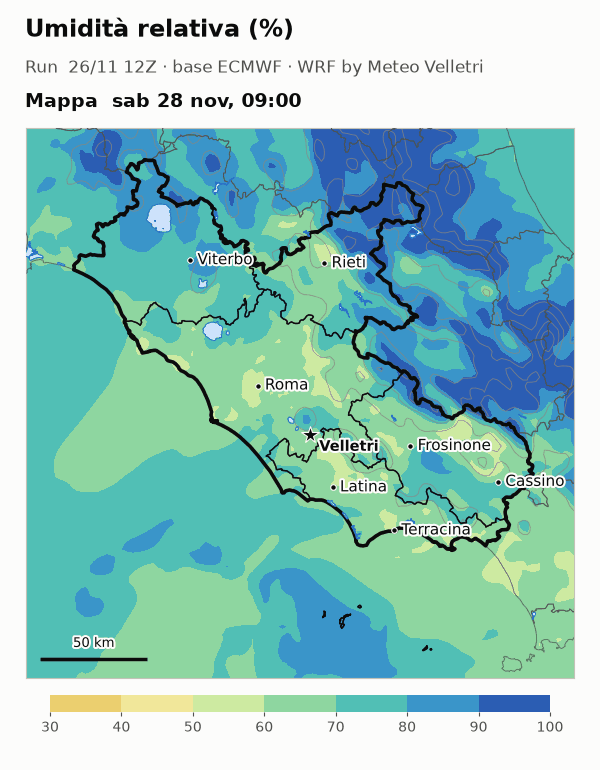 Umidità relativa (%)
Run  26/11 12Z · base ECMWF · WRF by Meteo Velletri
Mappa  sab 28 nov, 09:00
Viterbo
Rieti
Roma
Velletri
Frosinone
Cassino
Latina
Terracina
50 km
30 40 50 60 70 80 90 100